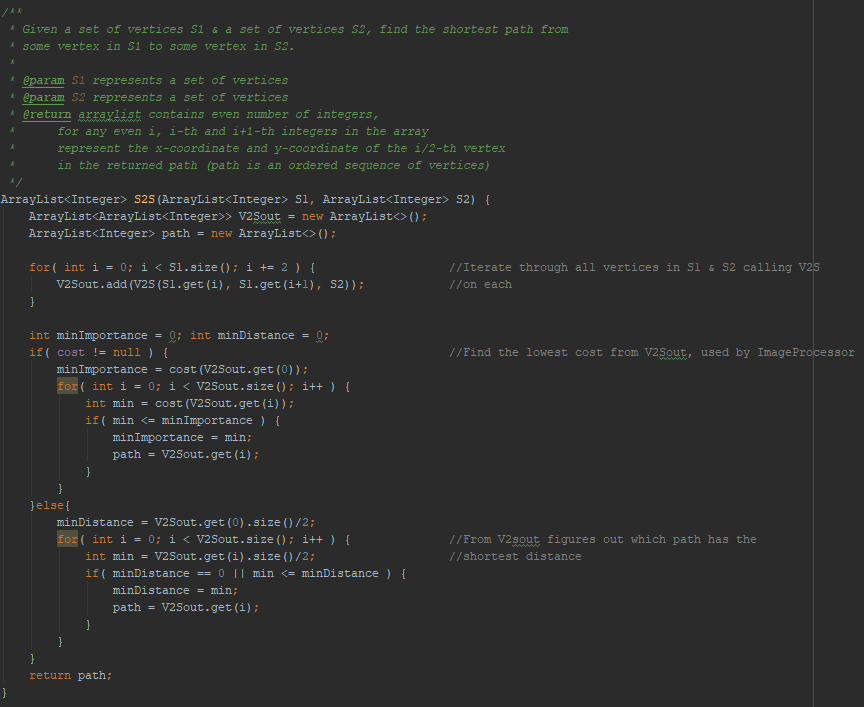 /**
 * Given a set of vertices S1 & a set of vertices S2, find the shortest path from
 * some vertex in S1 to some vertex in S2.
 *
 * @param S1 represents a set of vertices
 * @param S2 represents a set of vertices
 * @return arraylist contains even number of integers,
 *      for any even i, i-th and i+1-th integers in the array
 *      represent the x-coordinate and y-coordinate of the i/2-th vertex
 *      in the returned path (path is an ordered sequence of vertices)
 */
ArrayList<Integer> S2S(ArrayList<Integer> S1, ArrayList<Integer> S2) {
    ArrayList<ArrayList<Integer>> V2Sout = new ArrayList<>();
    ArrayList<Integer> path = new ArrayList<>();

    for( int i = 0; i < S1.size(); i += 2 ) {                   //Iterate through all vertices in S1 & S2 calling V2S
        V2Sout.add(V2S(S1.get(i), S1.get(i+1), S2));            //on each
    }

    int minImportance = 0; int minDistance = 0;
    if( cost != null ) {                                        //Find the lowest cost from V2Sout, used by ImageProcessor
        minImportance = cost(V2Sout.get(0));
        for( int i = 0; i < V2Sout.size(); i++ ) {
            int min = cost(V2Sout.get(i));
            if( min <= minImportance ) {
                minImportance = min;
                path = V2Sout.get(i);
            }
        }
    }else{
        minDistance = V2Sout.get(0).size()/2;
        for( int i = 0; i < V2Sout.size(); i++ ) {              //From V2sout figures out which path has the
            int min = V2Sout.get(i).size()/2;                   //shortest distance
            if( minDistance == 0 || min <= minDistance ) {
                minDistance = min;
                path = V2Sout.get(i);
            }
        }
    }
    return path;
}